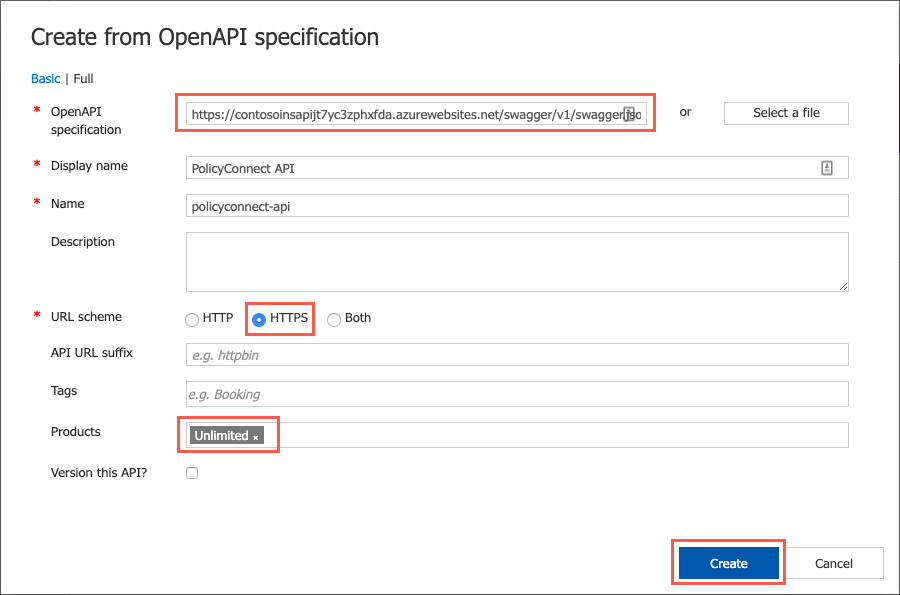 Create from OpenAPI specification
Basic | Full
* OpenAPI specification
https://contosoinsapijt7yc3zphxfda.azurewebsites.net/swagger/v1/swagger.jso
or
Select a file
* Display name
PolicyConnect API
* Name
policyconnect-api
Description
* URL scheme
HTTP
HTTPS
Both
API URL suffix
e.g. httpbin
Tags
e.g. Booking
Products
Unlimited ×
Version this API?
Create
Cancel